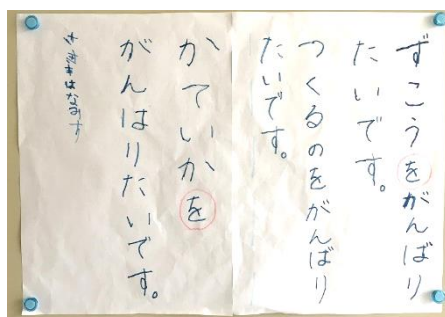 ずこうをがんばり
たいです。
つくるのをがんばり
たいです。
かていかを
がんばりたいです。